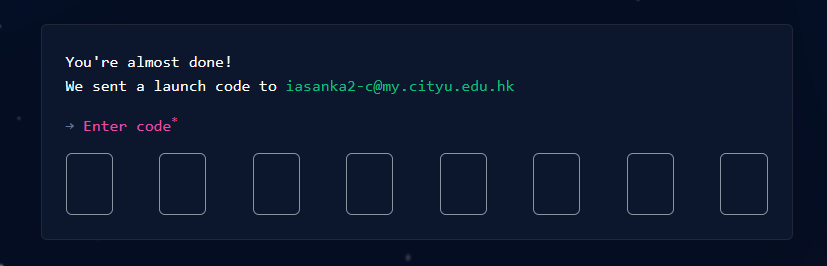 You're almost done!
We sent a launch code to iasanka2-c@my.cityu.edu.hk
→ Enter code*